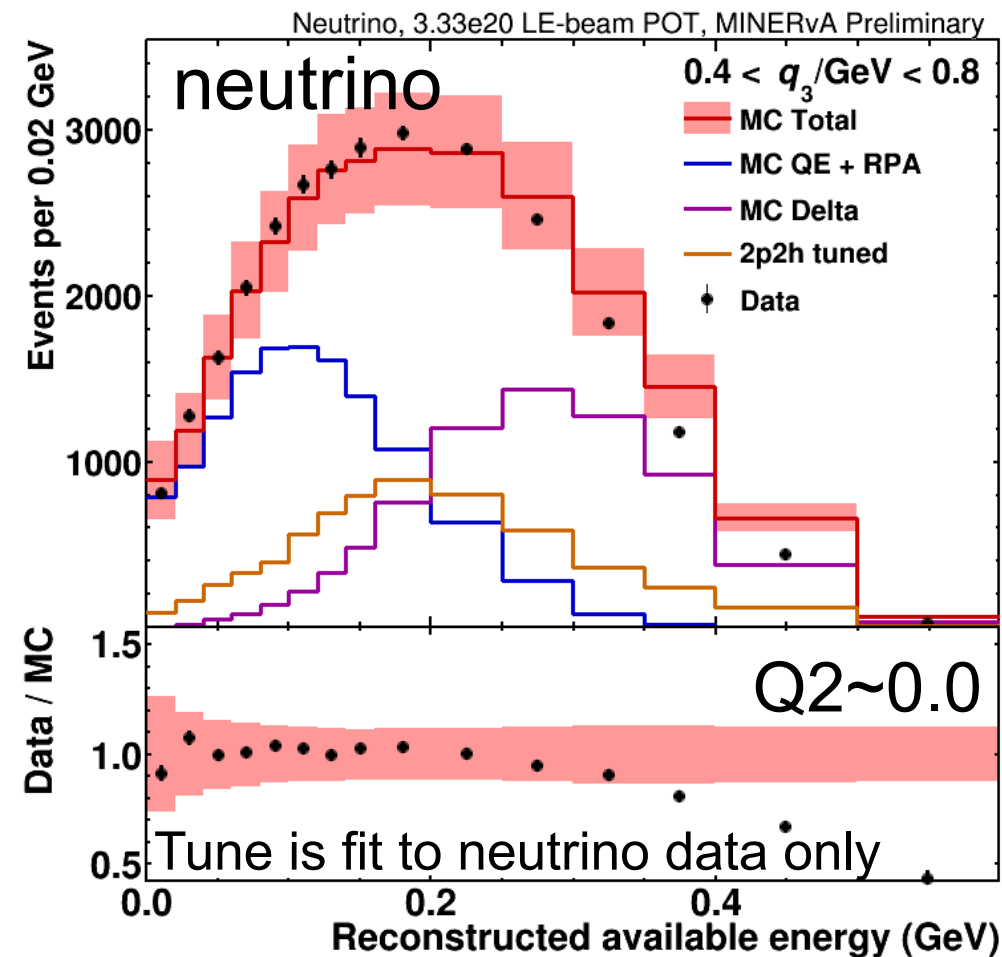 Neutrino, 3.33e20 LE-beam POT, MINERvA Preliminary
neutrino
0.4 < q3/GeV < 0.8
MC Total
MC QE + RPA
MC Delta
2p2h tuned
Data
Events per 0.02 GeV
3000
2000
1000
Data / MC
1.5
1.0
0.5
Q2~0.0
Tune is fit to neutrino data only
0.0 0.2 0.4
Reconstructed available energy (GeV)